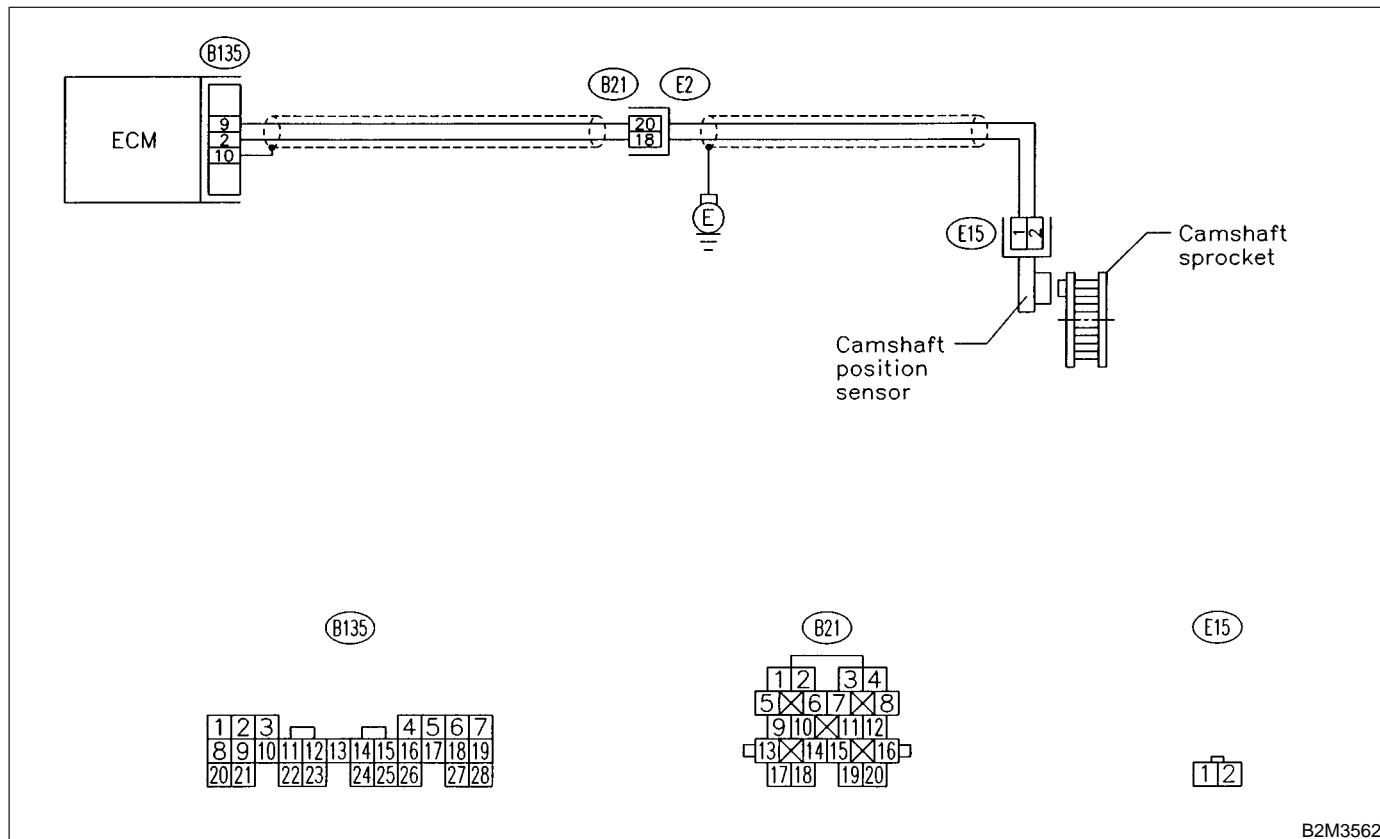 B135
B21 E2
ECM
9
2
10
20
18
E
E15
1
2
Camshaft
sprocket
Camshaft
position
sensor
B135
1 2 3 4 5 6 7
8 9 10 11 12 13 14 15 16 17 18 19
20 21 22 23 24 25 26 27 28
B21
1 2 3 4
5 6 7 8
9 10 11 12
13 14 15 16
17 18 19 20
E15
1 2
B2M3562